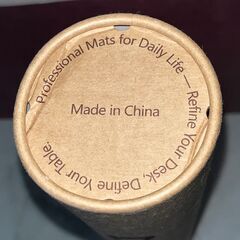 Professional Mats for Daily Life — Refine Your Desk, Define Your Table.
Made in China